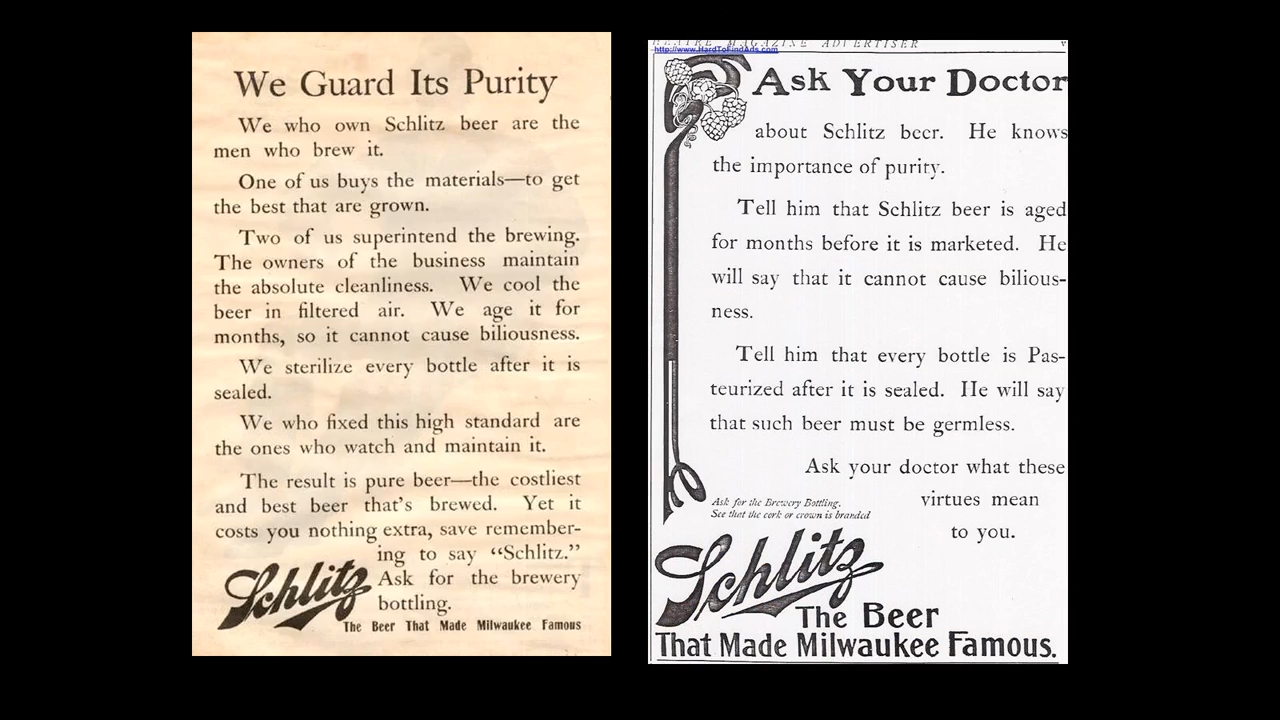 We Guard Its Purity
We who own Schlitz beer are the
men who brew it.
One of us buys the materials—to get
the best that are grown.
Two of us superintend the brewing.
The owners of the business maintain
the absolute cleanliness. We cool the
beer in filtered air. We age it for
months, so it cannot cause biliousness.
We sterilize every bottle after it is
sealed.
We who fixed this high standard are
the ones who watch and maintain it.
The result is pure beer—the costliest
and best beer that's brewed. Yet it
costs you nothing extra, save remember-
ing to say “Schlitz.”
Ask for the brewery
bottling.
Schlitz
The Beer That Made Milwaukee Famous
MAGAZINE ADVERTISER
http://www.HardToFindAds.com
Ask Your Doctor
about Schlitz beer. He knows
the importance of purity.
Tell him that Schlitz beer is aged
for months before it is marketed. He
will say that it cannot cause bilious-
ness.
Tell him that every bottle is Pas-
teurized after it is sealed. He will say
that such beer must be germless.
Ask your doctor what these
virtues mean
to you.
Ask for the Brewery Bottling.
See that the cork or crown is branded
Schlitz
The Beer
That Made Milwaukee Famous.